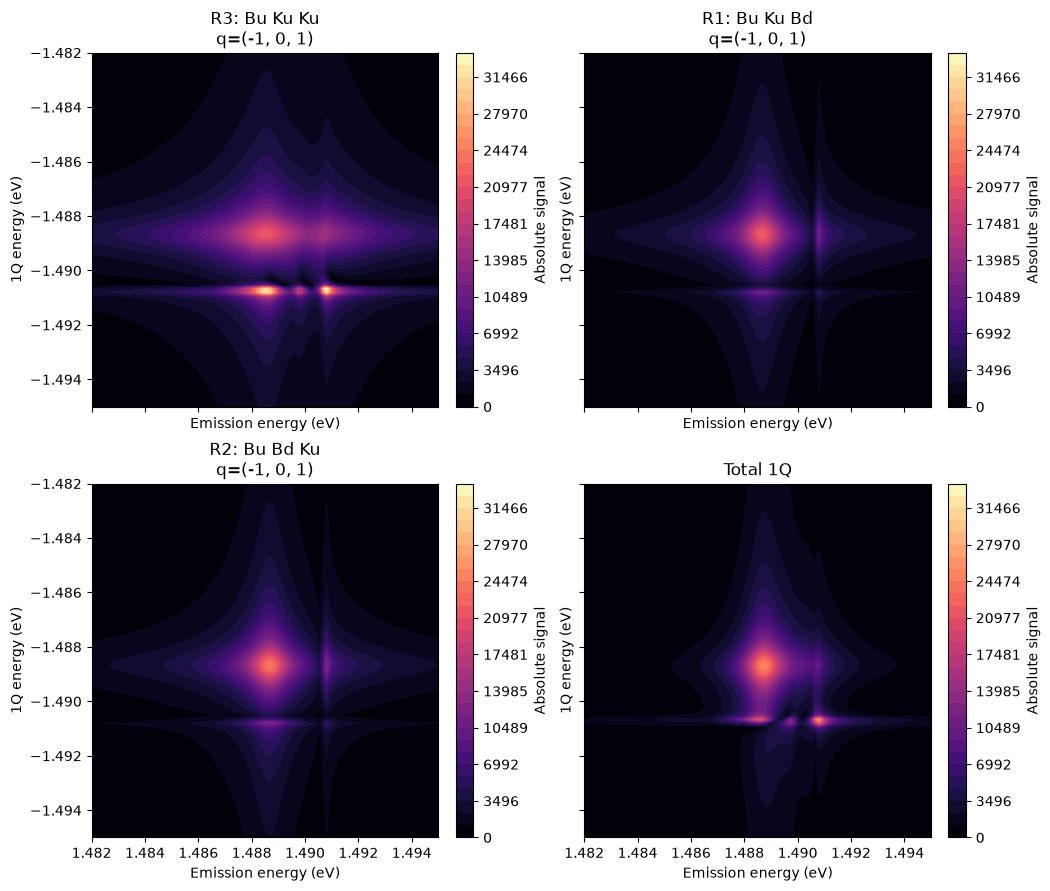 R3: Bu Ku Ku
q=(-1, 0, 1)
R1: Bu Ku Bd
q=(-1, 0, 1)
−1.482
−1.484
−1.486
−1.488
−1.490
−1.492
−1.494
1Q energy (eV)
Emission energy (eV)
31466
27970
24474
20977
17481
13985
10489
6992
3496
0
Absolute signal
1Q energy (eV)
Emission energy (eV)
31466
27970
24474
20977
17481
13985
10489
6992
3496
0
Absolute signal
R2: Bu Bd Ku
q=(-1, 0, 1)
Total 1Q
−1.482
−1.484
−1.486
−1.488
−1.490
−1.492
−1.494
1Q energy (eV)
1.482 1.484 1.486 1.488 1.490 1.492 1.494
Emission energy (eV)
31466
27970
24474
20977
17481
13985
10489
6992
3496
0
Absolute signal
1Q energy (eV)
1.482 1.484 1.486 1.488 1.490 1.492 1.494
Emission energy (eV)
31466
27970
24474
20977
17481
13985
10489
6992
3496
0
Absolute signal